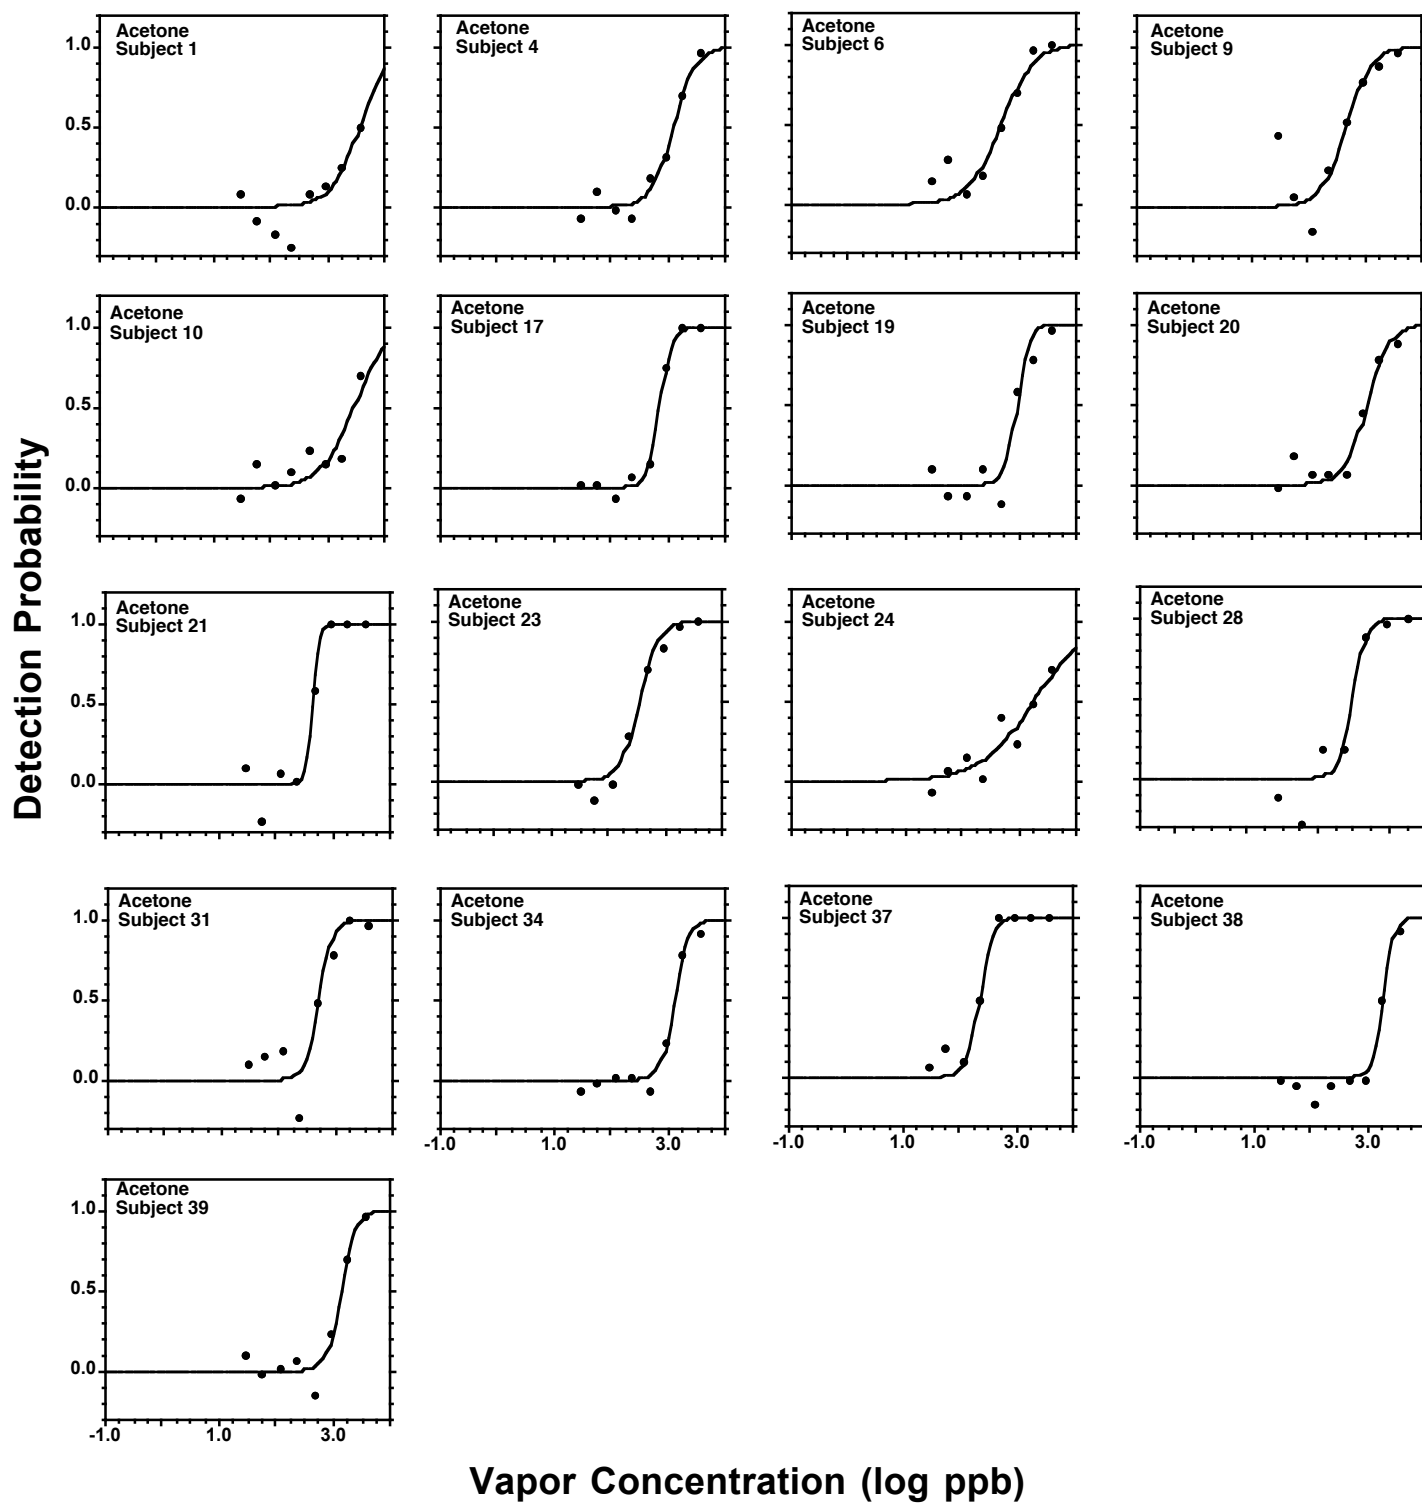 Acetone
Subject 1
Acetone
Subject 4
Acetone
Subject 6
Acetone
Subject 9
1.0
0.5
0.0
Acetone
Subject 10
Acetone
Subject 17
Acetone
Subject 19
Acetone
Subject 20
1.0
0.5
0.0
Detection Probability
Acetone
Subject 21
Acetone
Subject 23
Acetone
Subject 24
Acetone
Subject 28
1.0
0.5
0.0
Acetone
Subject 31
Acetone
Subject 34
Acetone
Subject 37
Acetone
Subject 38
1.0
0.5
0.0
-1.0 1.0 3.0
-1.0 1.0 3.0
-1.0 1.0 3.0
Acetone
Subject 39
1.0
0.5
0.0
-1.0 1.0 3.0
Vapor Concentration (log ppb)